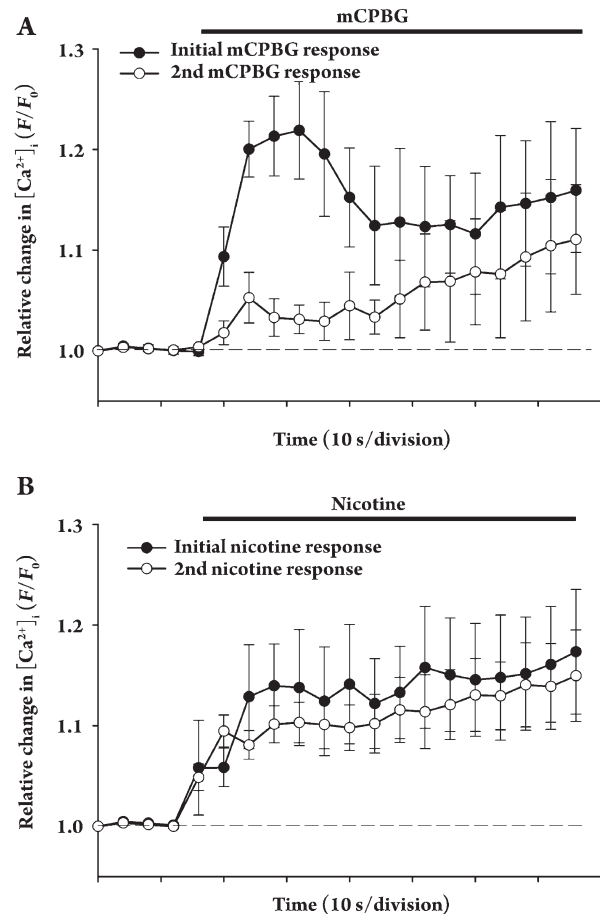 A
mCPBG
Initial mCPBG response
2nd mCPBG response
1.3
1.2
1.1
1.0
Relative change in [Ca²⁺]ᵢ (F/F₀)
Time (10 s/division)
B
Nicotine
Initial nicotine response
2nd nicotine response
1.3
1.2
1.1
1.0
Relative change in [Ca²⁺]ᵢ (F/F₀)
Time (10 s/division)